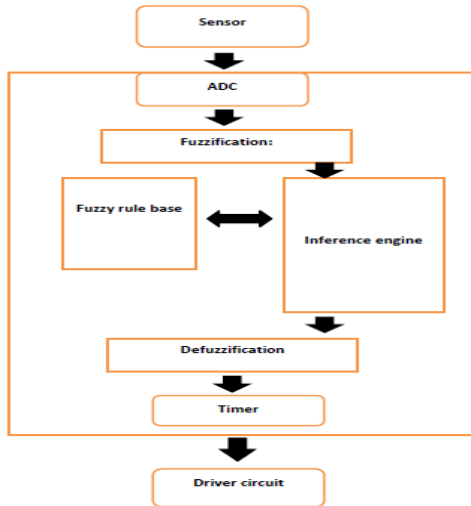 Sensor
ADC
Fuzzification:
Fuzzy rule base
Inference engine
Defuzzification
Timer
Driver circuit